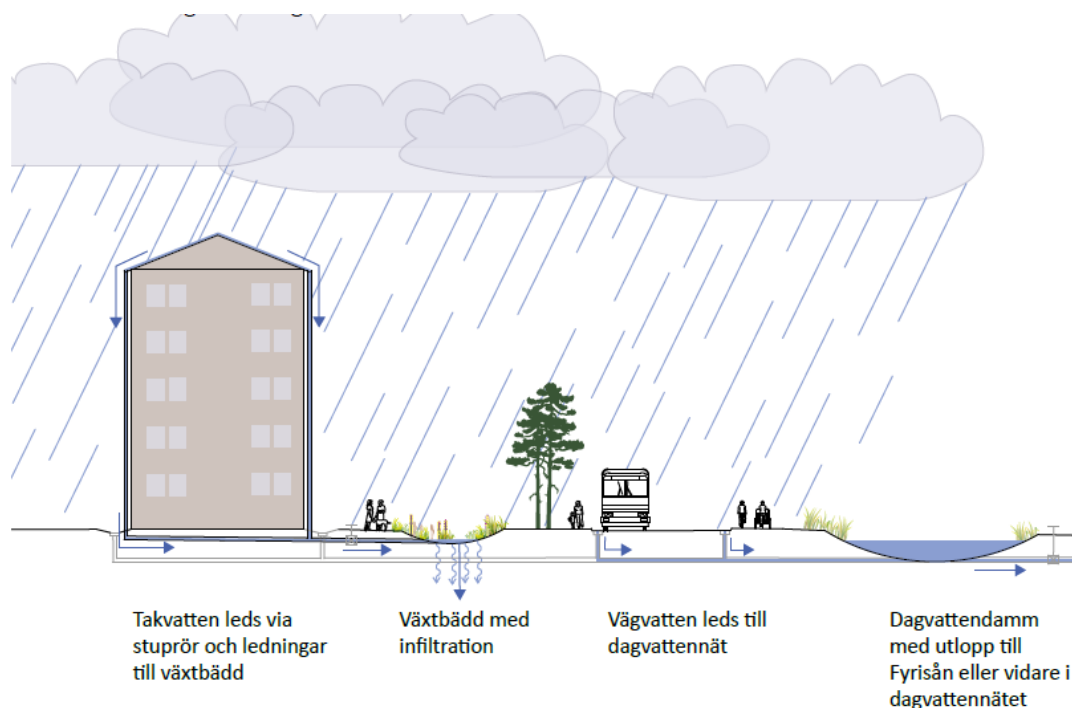 Takvatten leds via
stuprör och ledningar
till växtbädd
Växtbädd med
infiltration
Vägvatten leds till
dagvattennät
Dagvattendamm
med utlopp till
Fyrisån eller vidare i
dagvattennätet